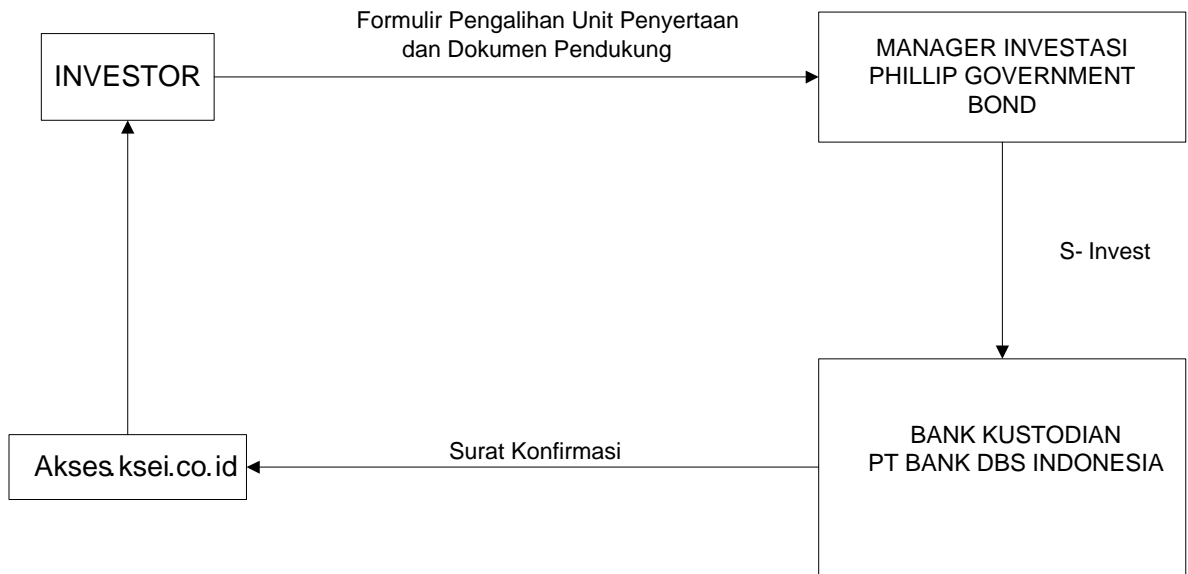 Formulir Pengalihan Unit Penyertaan
dan Dokumen Pendukung
INVESTOR
MANAGER INVESTASI
PHILLIP GOVERNMENT
BOND
S- Invest
BANK KUSTODIAN
PT BANK DBS INDONESIA
Surat Konfirmasi
Akses.ksei.co.id